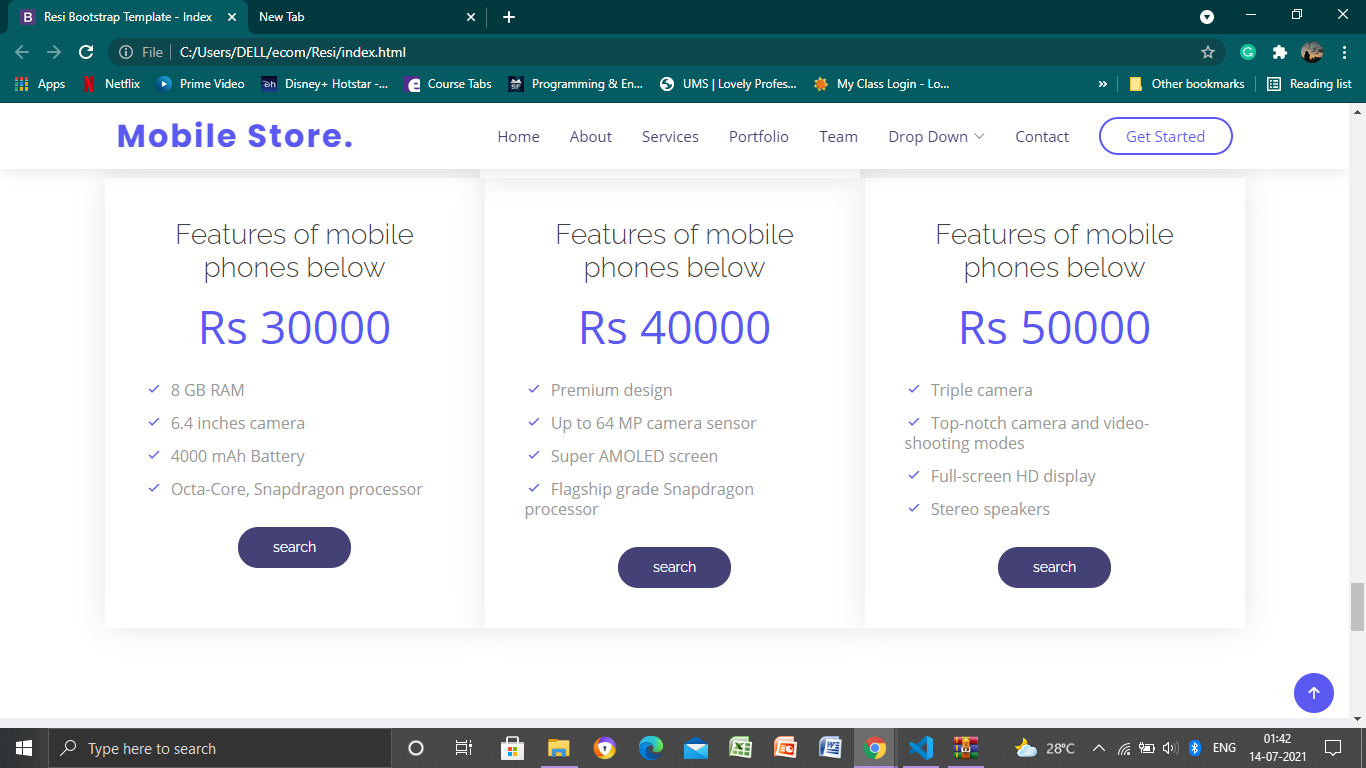 Resi Bootstrap Template - Index
New Tab
File
C:/Users/DELL/ecom/Resi/index.html
Apps
Netflix
Prime Video
Disney+ Hotstar -...
Course Tabs
Programming & En...
UMS | Lovely Profes...
My Class Login - Lo...
Other bookmarks
Reading list
Mobile Store.
Home
About
Services
Portfolio
Team
Drop Down
Contact
Get Started
Features of mobile
phones below
Rs 30000
8 GB RAM
6.4 inches camera
4000 mAh Battery
Octa-Core, Snapdragon processor
search
Features of mobile
phones below
Rs 40000
Premium design
Up to 64 MP camera sensor
Super AMOLED screen
Flagship grade Snapdragon
processor
search
Features of mobile
phones below
Rs 50000
Triple camera
Top-notch camera and video-
shooting modes
Full-screen HD display
Stereo speakers
search
Type here to search
28°C
ENG
01:42
14-07-2021